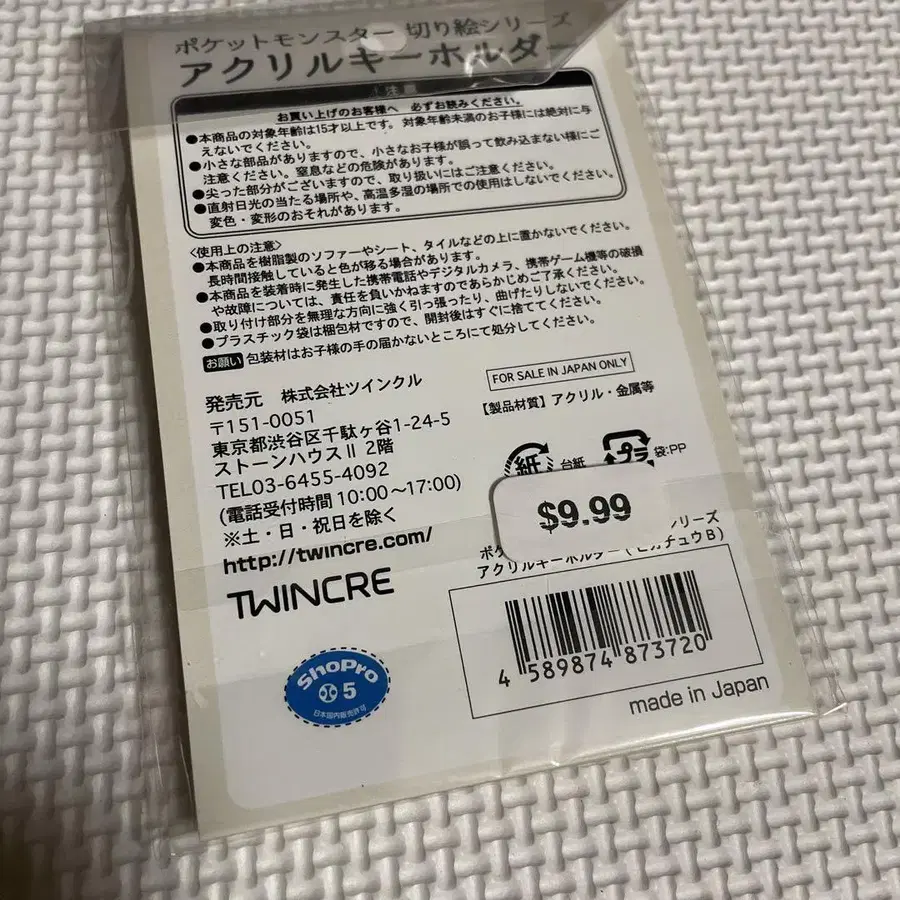 ポケットモンスター 切り絵シリーズ
アクリルキーホルダー
注意
お買い上げのお客様へ 必ずお読みください。
●本商品の対象年齢は15才以上です。対象年齢未満のお子様には絶対に与
えないでください。
●小さな部品がありますので、小さなお子様が誤って飲み込まない様にご
注意ください。窒息などの危険があります。
●尖った部分がございますので、取り扱いにはご注意ください。
●直射日光の当たる場所や、高温多湿の場所での使用はしないでください。
変色・変形のおそれがあります。
〈使用上の注意〉
●本商品を樹脂製のソファーやシート、タイルなどの上に置かないでください。
長時間接触していると色が移る場合があります。
●本商品を装着時に発生した携帯電話やデジタルカメラ、携帯ゲーム機等の破損
や故障については、責任を負いかねますのであらかじめご了承ください。
●取り付け部分を無理な方向に強く引っ張ったり、曲げたりしないでください。
●プラスチック袋は梱包材ですので、開封後はすぐに捨ててください。
お願い 包装材はお子様の手の届かないところにて処分してください。
発売元 株式会社ツインクル
〒151-0051
東京都渋谷区千駄ヶ谷1-24-5
ストーンハウスⅡ 2階
TEL03-6455-4092
(電話受付時間 10:00〜17:00)
※土・日・祝日を除く
http://twincre.com/
TWINCRE
ShoPro
5
日本国内販売許可
FOR SALE IN JAPAN ONLY
【製品材質】アクリル・金属等
紙 台紙
プラ 袋:PP
$9.99
ポケ シリーズ
アクリルキーホルダー(ピカチュウB)
4 589874 873720
made in Japan